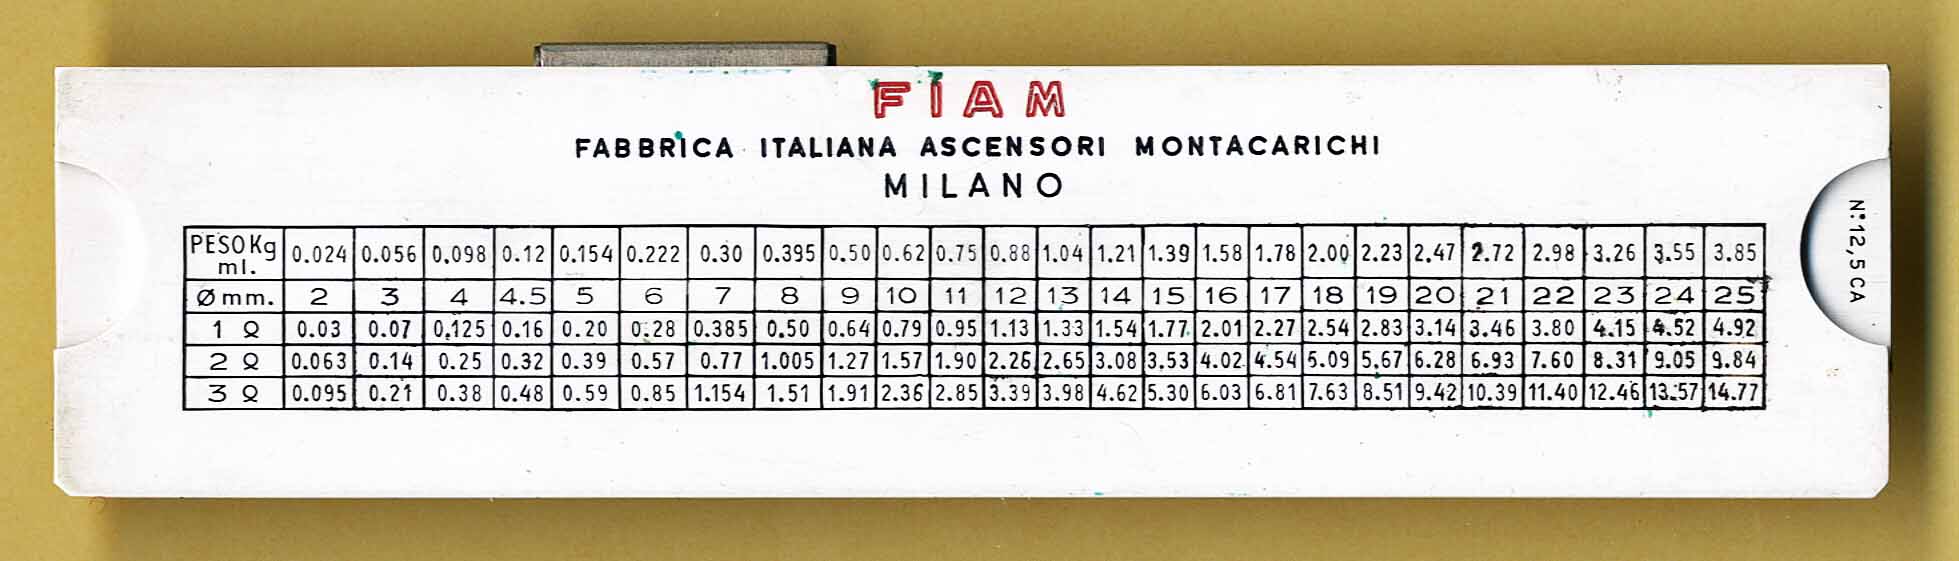 FIAM
FABBRICA ITALIANA ASCENSORI MONTACARICHI
MILANO
PESO Kg ml. 0.024 0.056 0.098 0.12 0.154 0.222 0.30 0.395 0.50 0.62 0.75 0.88 1.04 1.21 1.39 1.58 1.78 2.00 2.23 2.47 2.72 2.98 3.26 3.55 3.85
Ø mm. 2 3 4 4.5 5 6 7 8 9 10 11 12 13 14 15 16 17 18 19 20 21 22 23 24 25
1 Ω 0.03 0.07 0.125 0.16 0.20 0.28 0.385 0.50 0.64 0.79 0.95 1.13 1.33 1.54 1.77 2.01 2.27 2.54 2.83 3.14 3.46 3.80 4.15 4.52 4.92
2 Ω 0.063 0.14 0.25 0.32 0.39 0.57 0.77 1.005 1.27 1.57 1.90 2.26 2.65 3.08 3.53 4.02 4.54 5.09 5.67 6.28 6.93 7.60 8.31 9.05 9.84
3 Ω 0.095 0.21 0.38 0.48 0.59 0.85 1.154 1.51 1.91 2.36 2.85 3.39 3.98 4.62 5.30 6.03 6.81 7.63 8.51 9.42 10.39 11.40 12.46 13.57 14.77
N.° 12,5 CA